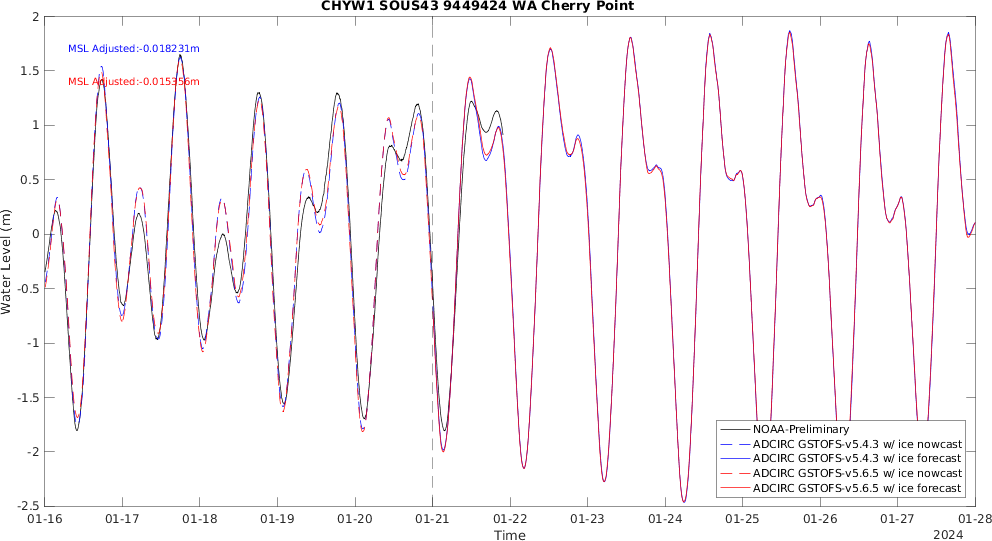 CHYW1 SOUS43 9449424 WA Cherry Point
MSL Adjusted:-0.018231m
MSL Adjusted:-0.015356m
Water Level (m)
2
1.5
1
0.5
0
-0.5
-1
-1.5
-2
-2.5
NOAA-Preliminary
ADCIRC GSTOFS-v5.4.3 w/ ice nowcast
ADCIRC GSTOFS-v5.4.3 w/ ice forecast
ADCIRC GSTOFS-v5.6.5 w/ ice nowcast
ADCIRC GSTOFS-v5.6.5 w/ ice forecast
01-16 01-17 01-18 01-19 01-20 01-21 01-22 01-23 01-24 01-25 01-26 01-27 01-28
Time
2024